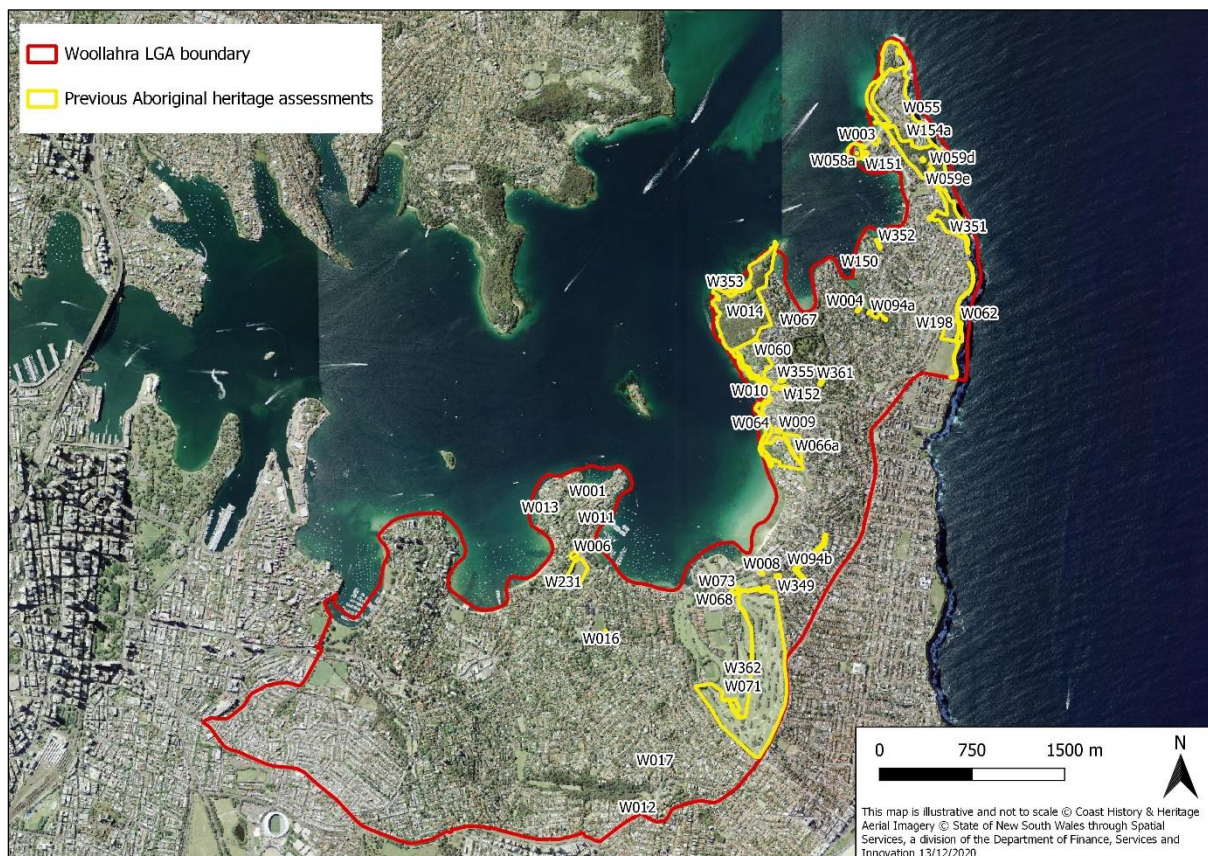 Woollahra LGA boundary
Previous Aboriginal heritage assessments
W055
W003
W154a
W058a
W151
W059d
W059e
W351
W352
W150
W353
W014
W004
W094a
W067
W198
W062
W060
W355
W361
W010
W152
W064
W009
W066a
W001
W013
W011
W006
W231
W008
W094b
W073
W349
W068
W016
W362
W071
W017
W012
0 750 1500 m
N
This map is illustrative and not to scale © Coast History & Heritage
Aerial Imagery © State of New South Wales through Spatial
Services, a division of the Department of Finance, Services and
Innovation 13/12/2020